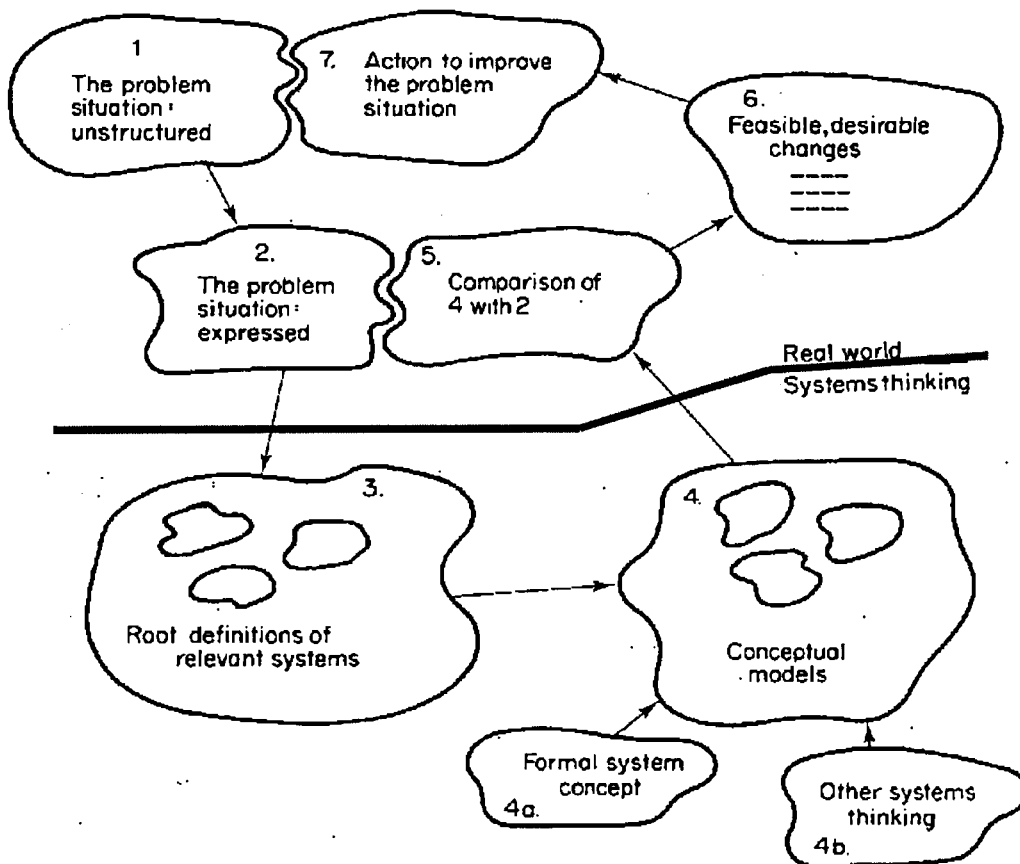 1
The problem
situation:
unstructured
7. Action to improve
the problem
situation
6.
Feasible, desirable
changes
2.
The problem
situation:
expressed
5.
Comparison of
4 with 2
Real world
Systems thinking
3.
Root definitions of
relevant systems
4.
Conceptual
models
Formal system
concept
4a.
Other systems
thinking
4b.